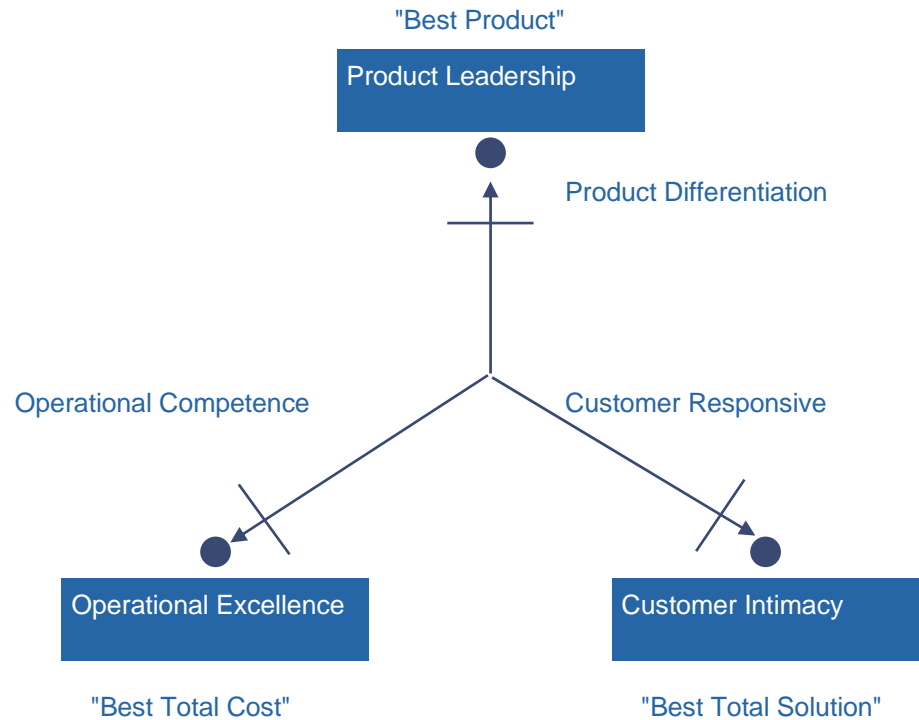 "Best Product"
Product Leadership
Product Differentiation
Operational Competence
Customer Responsive
Operational Excellence
Customer Intimacy
"Best Total Cost"
"Best Total Solution"